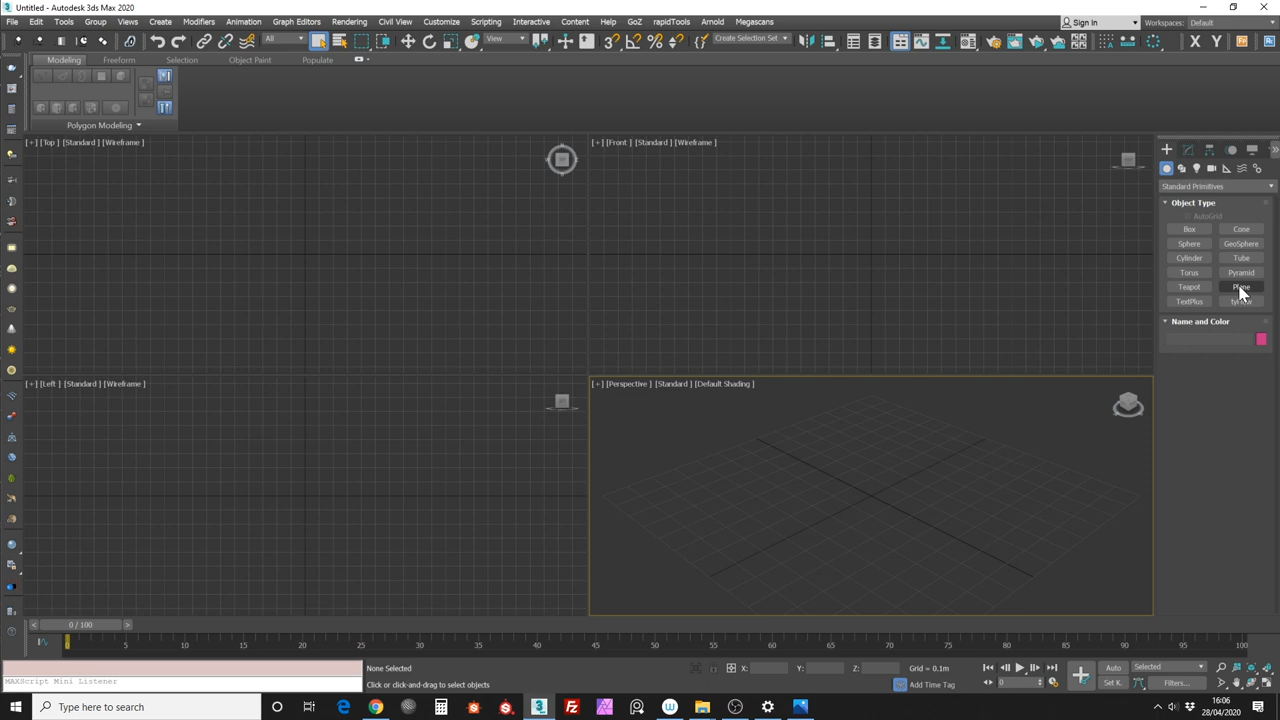 Untitled - Autodesk 3ds Max 2020
File Edit Tools Group Views Create Modifiers Animation Graph Editors Rendering Civil View Customize Scripting Interactive Content Help GoZ rapidTools Arnold Megascans Sign In Workspaces: Default
All View Create Selection Set X Y
Modeling Freeform Selection Object Paint Populate
Polygon Modeling
[+] [Top] [Standard] [Wireframe]
[+] [Front] [Standard] [Wireframe]
Standard Primitives
Object Type
AutoGrid
Box Cone
Sphere GeoSphere
Cylinder Tube
Torus Pyramid
Teapot Plane
TextPlus tyFlow
Name and Color
[+] [Left] [Standard] [Wireframe]
[+] [Perspective] [Standard] [Default Shading]
0 / 100
0 5 10 15 20 25 30 35 40 45 50 55 60 65 70 75 80 85 90 95 100
None Selected X: Y: Z: Grid = 0.1m Auto Selected
MAXScript Mini Listener Click or click-and-drag to select objects Add Time Tag 0 Set K. Filters...
Type here to search
16:06
28/04/2020